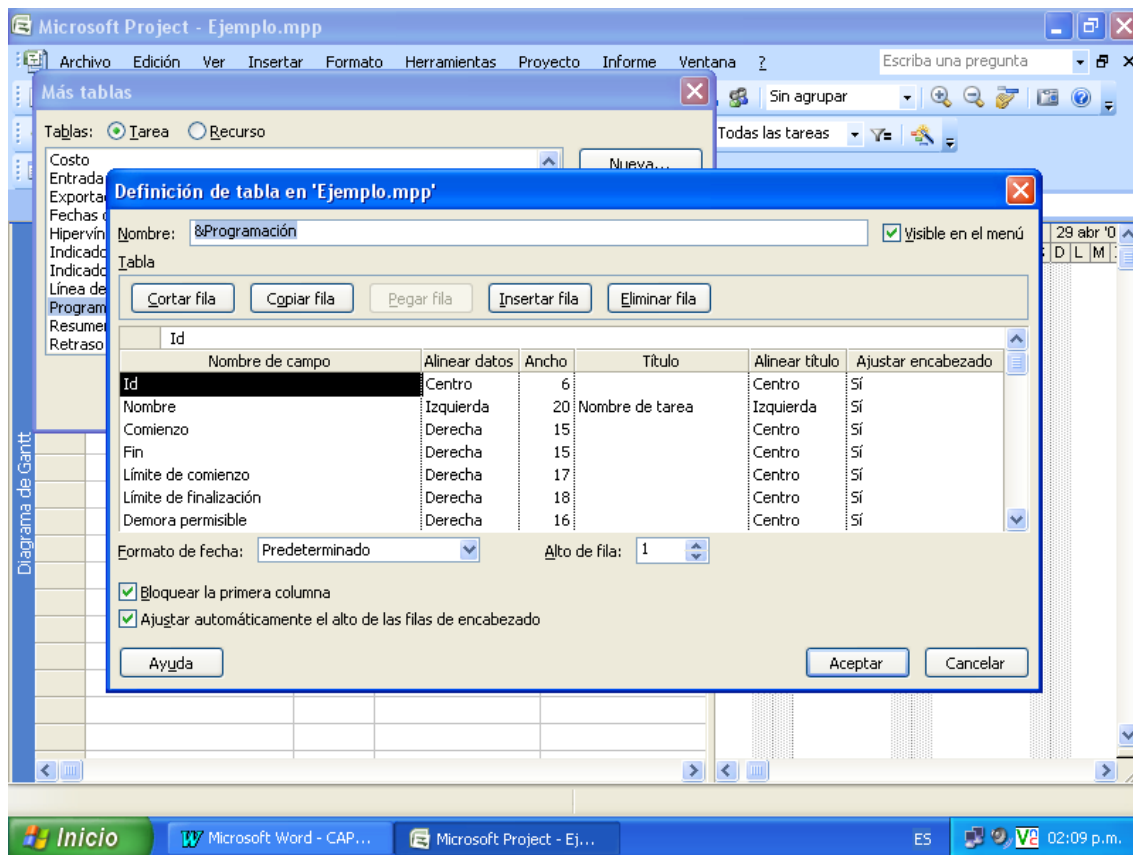 Microsoft Project - Ejemplo.mpp
Archivo Edición Ver Insertar Formato Herramientas Proyecto Informe Ventana ? Escriba una pregunta
Más tablas
Sin agrupar
Tablas: Tarea Recurso
Todas las tareas
Costo
Nueva...
Entrada
Exporta
Fechas
Hipervín
Indicado
Indicado
Línea de
Program
Resume
Retraso
Definición de tabla en 'Ejemplo.mpp'
Nombre: &Programación Visible en el menú
29 abr '0
D L M
Tabla
Cortar fila Copiar fila Pegar fila Insertar fila Eliminar fila
Id
Nombre de campo Alinear datos Ancho Título Alinear título Ajustar encabezado
Id Centro 6 Centro Sí
Nombre Izquierda 20 Nombre de tarea Izquierda Sí
Comienzo Derecha 15 Centro Sí
Fin Derecha 15 Centro Sí
Límite de comienzo Derecha 17 Centro Sí
Límite de finalización Derecha 18 Centro Sí
Demora permisible Derecha 16 Centro Sí
Formato de fecha: Predeterminado Alto de fila: 1
Bloquear la primera columna
Ajustar automáticamente el alto de las filas de encabezado
Ayuda Aceptar Cancelar
Diagrama de Gantt
Inicio Microsoft Word - CAP... Microsoft Project - Ej... ES 02:09 p.m.